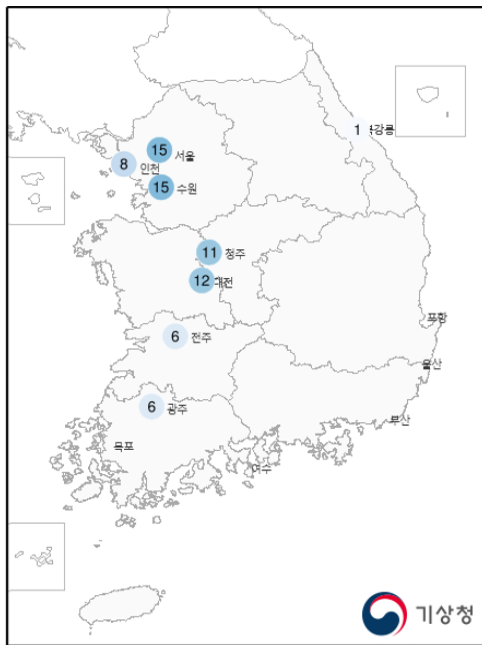 1 북강릉
15 서울
8 인천
15 수원
11 청주
12 대전
포항
6 전주
울산
6 광주
부산
목포
여수
기상청